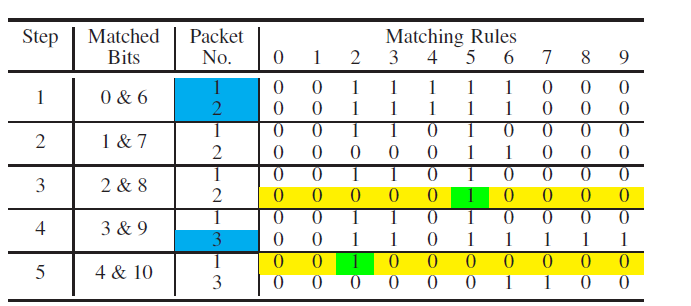 Step Matched Bits Packet No. Matching Rules
0 1 2 3 4 5 6 7 8 9
1 0 & 6 1 0 0 1 1 1 1 1 0 0 0
2 0 0 1 1 1 1 1 0 0 0
2 1 & 7 1 0 0 1 1 0 1 0 0 0 0
2 0 0 0 0 0 1 1 0 0 0
3 2 & 8 1 0 0 1 1 0 1 0 0 0 0
2 0 0 0 0 0 1 0 0 0 0
4 3 & 9 1 0 0 1 1 0 1 0 0 0 0
3 0 0 1 1 0 1 1 1 1 1
5 4 & 10 1 0 0 1 0 0 0 0 0 0 0
3 0 0 0 0 0 0 1 1 0 0